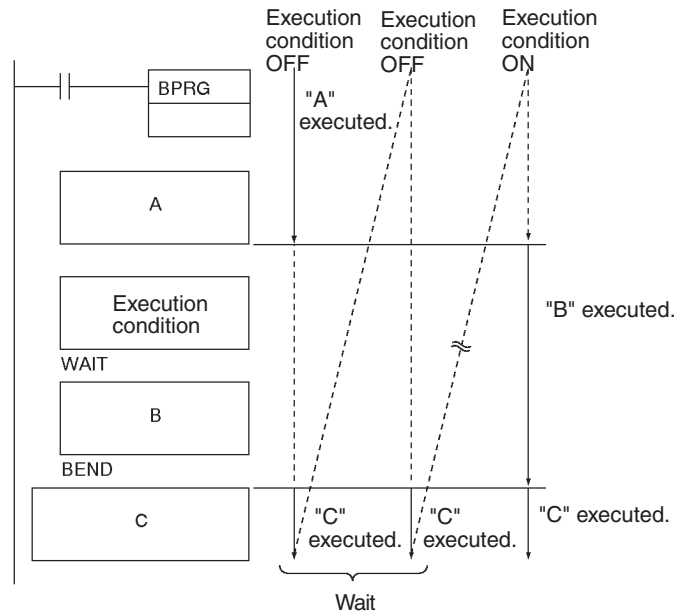 Execution
condition
OFF
Execution
condition
OFF
Execution
condition
ON
BPRG
"A"
executed.
A
Execution
condition
"B" executed.
WAIT
B
BEND
C
"C"
executed.
"C"
executed.
"C" executed.
Wait